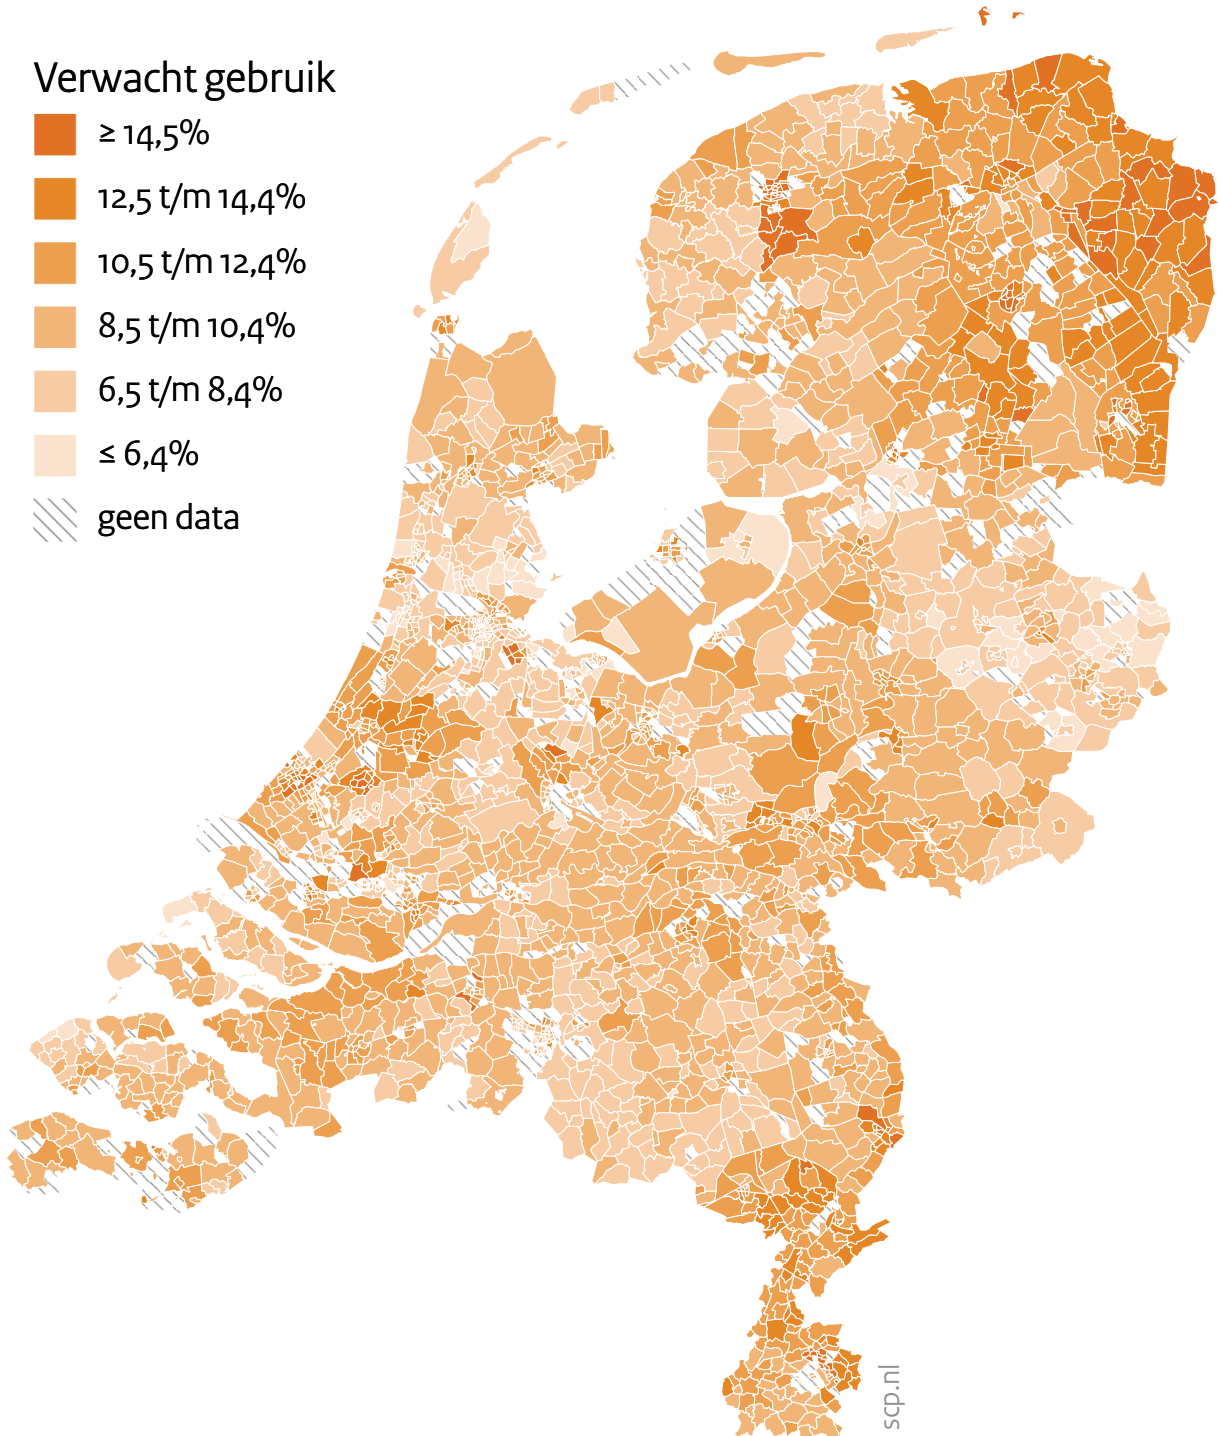 Verwacht gebruik
≥ 14,5%
12,5 t/m 14,4%
10,5 t/m 12,4%
8,5 t/m 10,4%
6,5 t/m 8,4%
≤ 6,4%
geen data
scp.nl